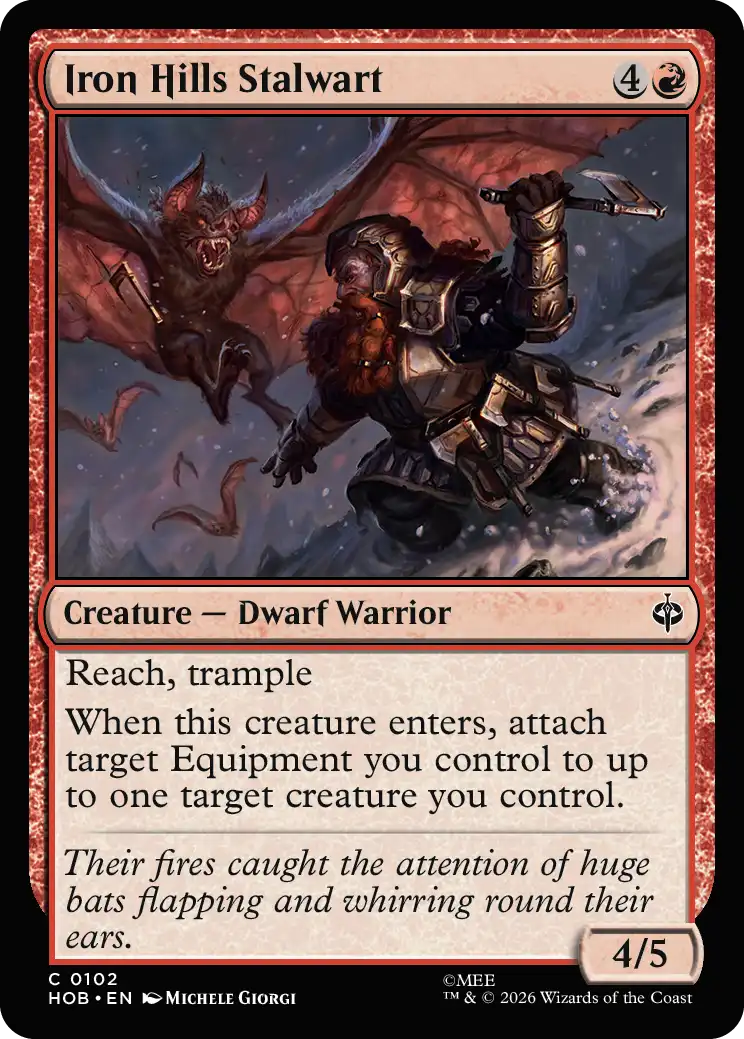 Iron Hills Stalwart 4
Creature — Dwarf Warrior
Reach, trample
When this creature enters, attach
target Equipment you control to up
to one target creature you control.
Their fires caught the attention of huge
bats flapping and whirring round their
ears.
4/5
C 0102
HOB • EN Michele Giorgi
©MEE
™ & © 2026 Wizards of the Coast